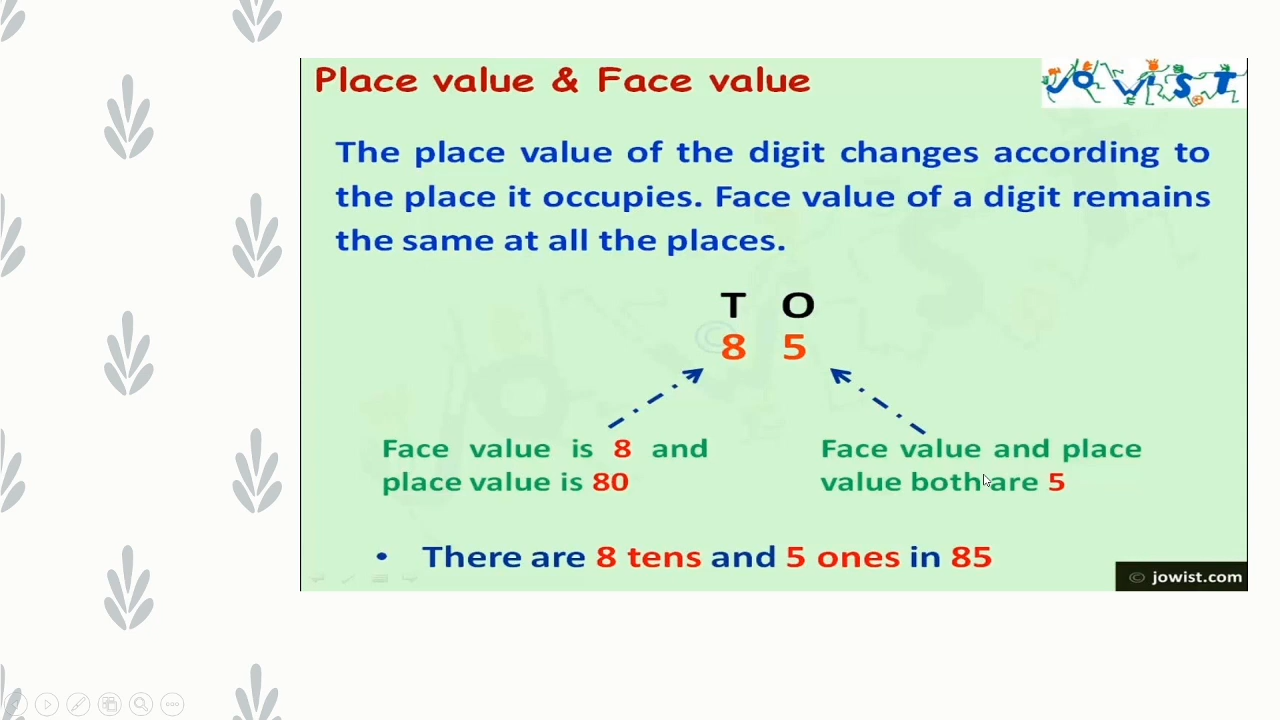 Place value & Face value
JOWIST
The place value of the digit changes according to
the place it occupies. Face value of a digit remains
the same at all the places.
T O
8 5
Face value is 8 and
place value is 80
Face value and place
value both are 5
• There are 8 tens and 5 ones in 85
© jowist.com